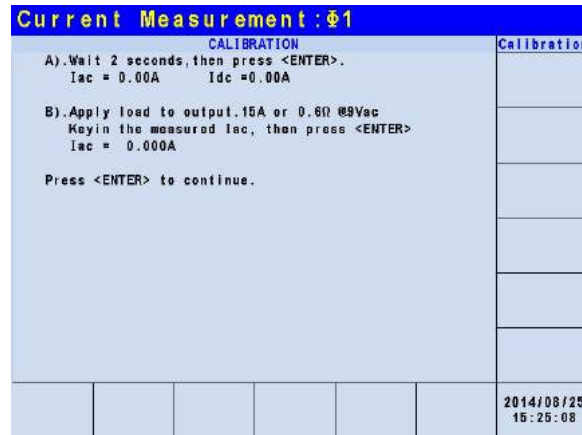 Current Measurement:Φ1
CALIBRATION
Calibratio
A).Wait 2 seconds,then press <ENTER>.
Iac = 0.00A Idc =0.00A
B).Apply load to output.15A or 0.6Ω @9Vac
Keyin the measured Iac, then press <ENTER>
Iac = 0.000A
Press <ENTER> to continue.
2014/08/25
15:25:08